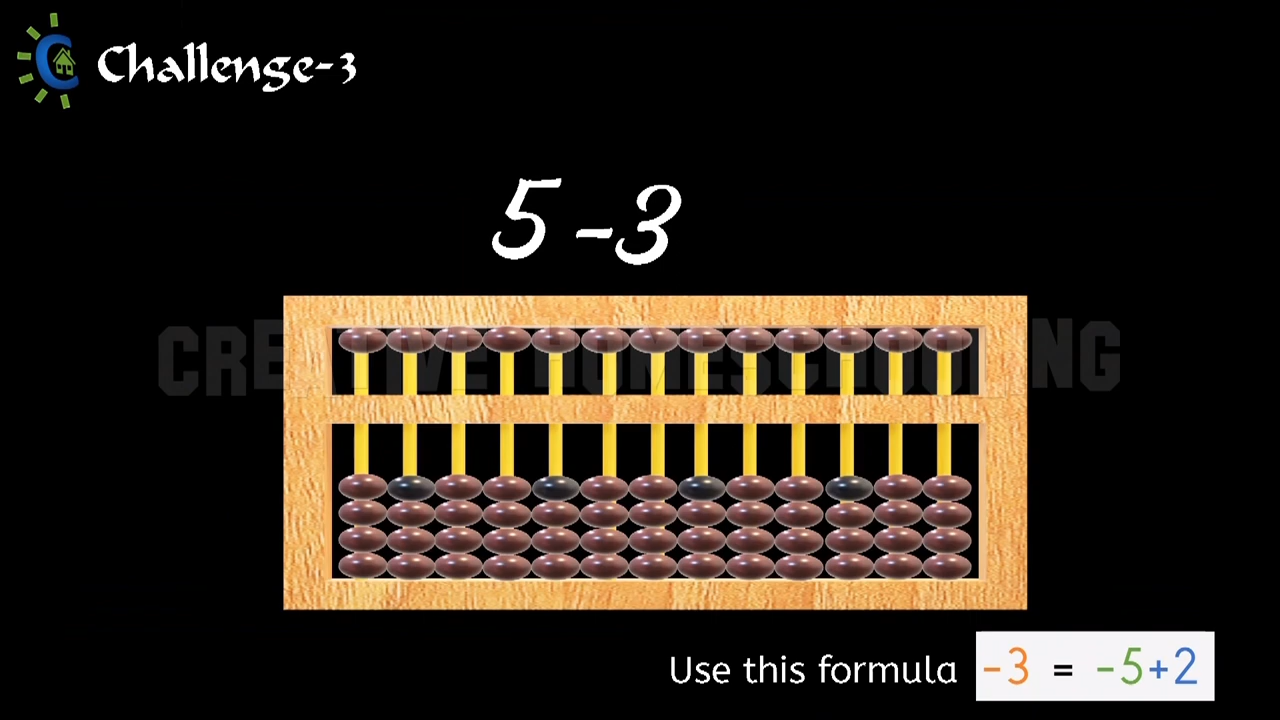 Challenge-3
5 -3
CREATIVE HOMESCHOOLING
Use this formula -3 = -5+2